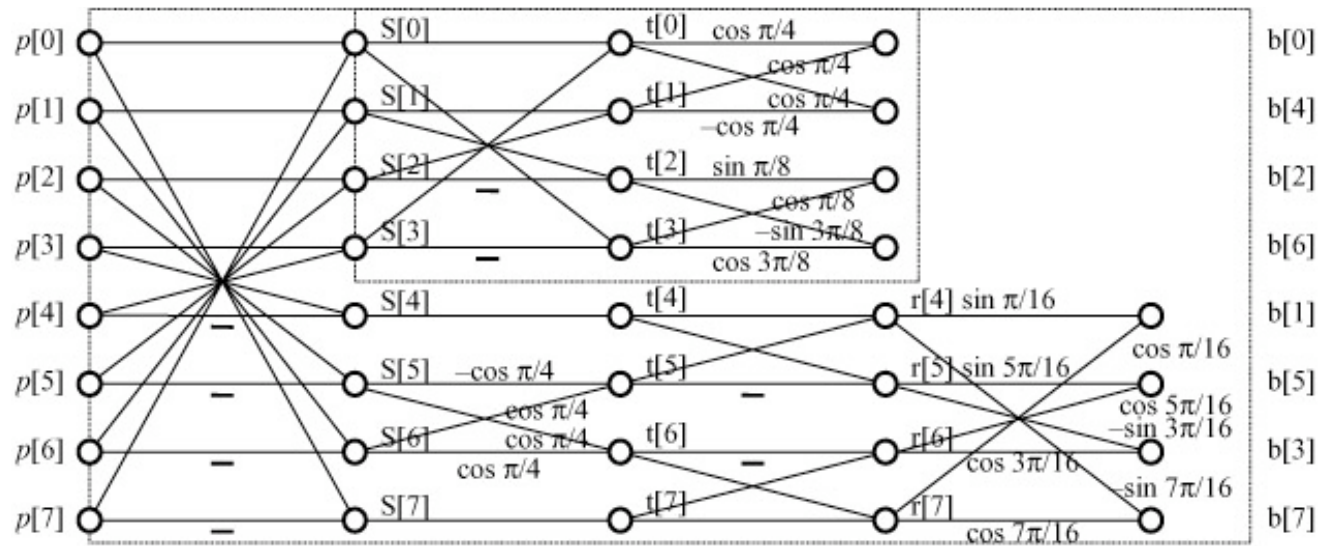 p[0] S[0] t[0] cos π/4 b[0]
cos π/4
p[1] S[1] t[1] cos π/4 b[4]
–cos π/4
p[2] S[2] t[2] sin π/8 b[2]
– cos π/8
p[3] S[3] t[3] –sin 3π/8 b[6]
– cos 3π/8
p[4] S[4] t[4] r[4] sin π/16 b[1]
– cos π/16
p[5] S[5] –cos π/4 t[5] r[5] sin 5π/16 b[5]
– cos π/4 – cos 5π/16
p[6] S[6] cos π/4 t[6] r[6] –sin 3π/16 b[3]
– cos π/4 – cos 3π/16
–sin 7π/16
p[7] S[7] t[7] r[7] b[7]
– cos 7π/16